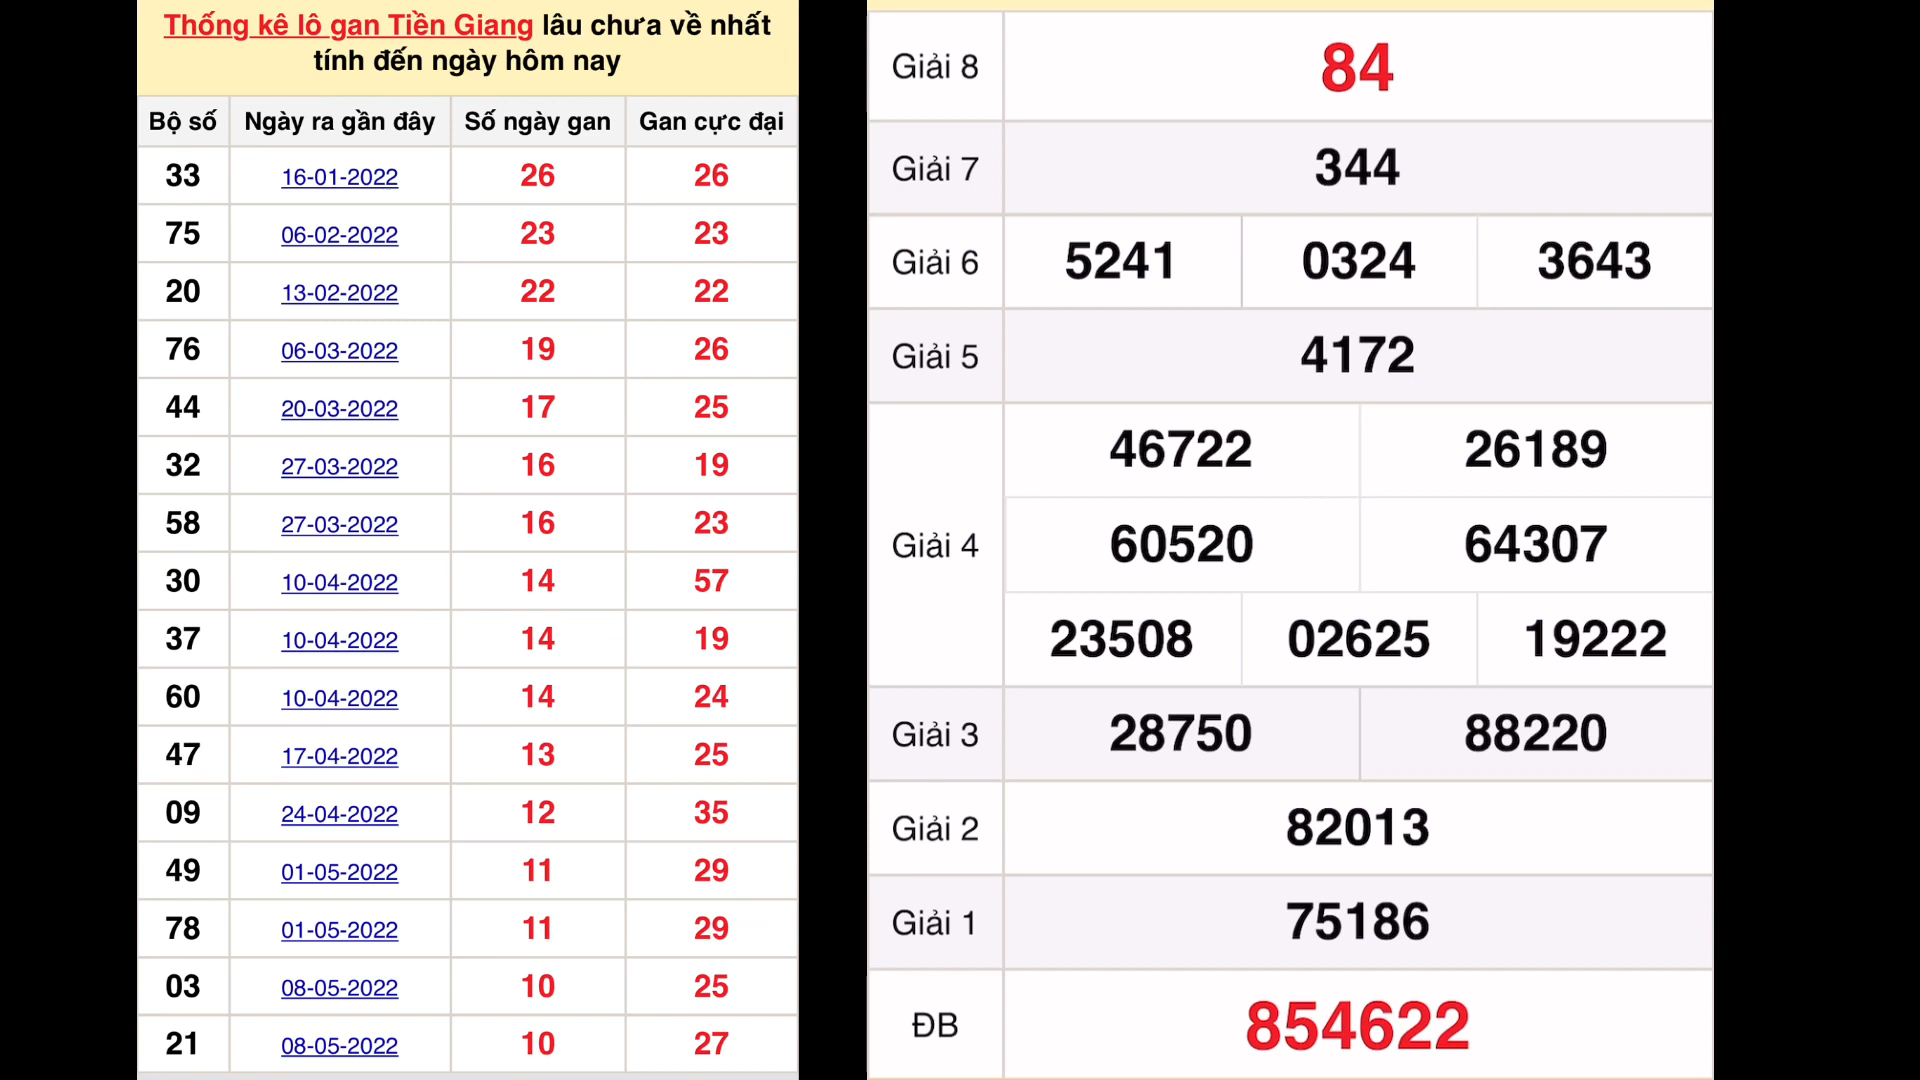 Thống kê lô gan Tiền Giang lâu chưa về nhất
tính đến ngày hôm nay
Bộ số Ngày ra gần đây Số ngày gan Gan cực đại
33 16-01-2022 26 26
75 06-02-2022 23 23
20 13-02-2022 22 22
76 06-03-2022 19 26
44 20-03-2022 17 25
32 27-03-2022 16 19
58 27-03-2022 16 23
30 10-04-2022 14 57
37 10-04-2022 14 19
60 10-04-2022 14 24
47 17-04-2022 13 25
09 24-04-2022 12 35
49 01-05-2022 11 29
78 01-05-2022 11 29
03 08-05-2022 10 25
21 08-05-2022 10 27
Giải 8 84
Giải 7 344
Giải 6 5241 0324 3643
Giải 5 4172
Giải 4
46722 26189
60520 64307
23508 02625 19222
Giải 3 28750 88220
Giải 2 82013
Giải 1 75186
ĐB 854622